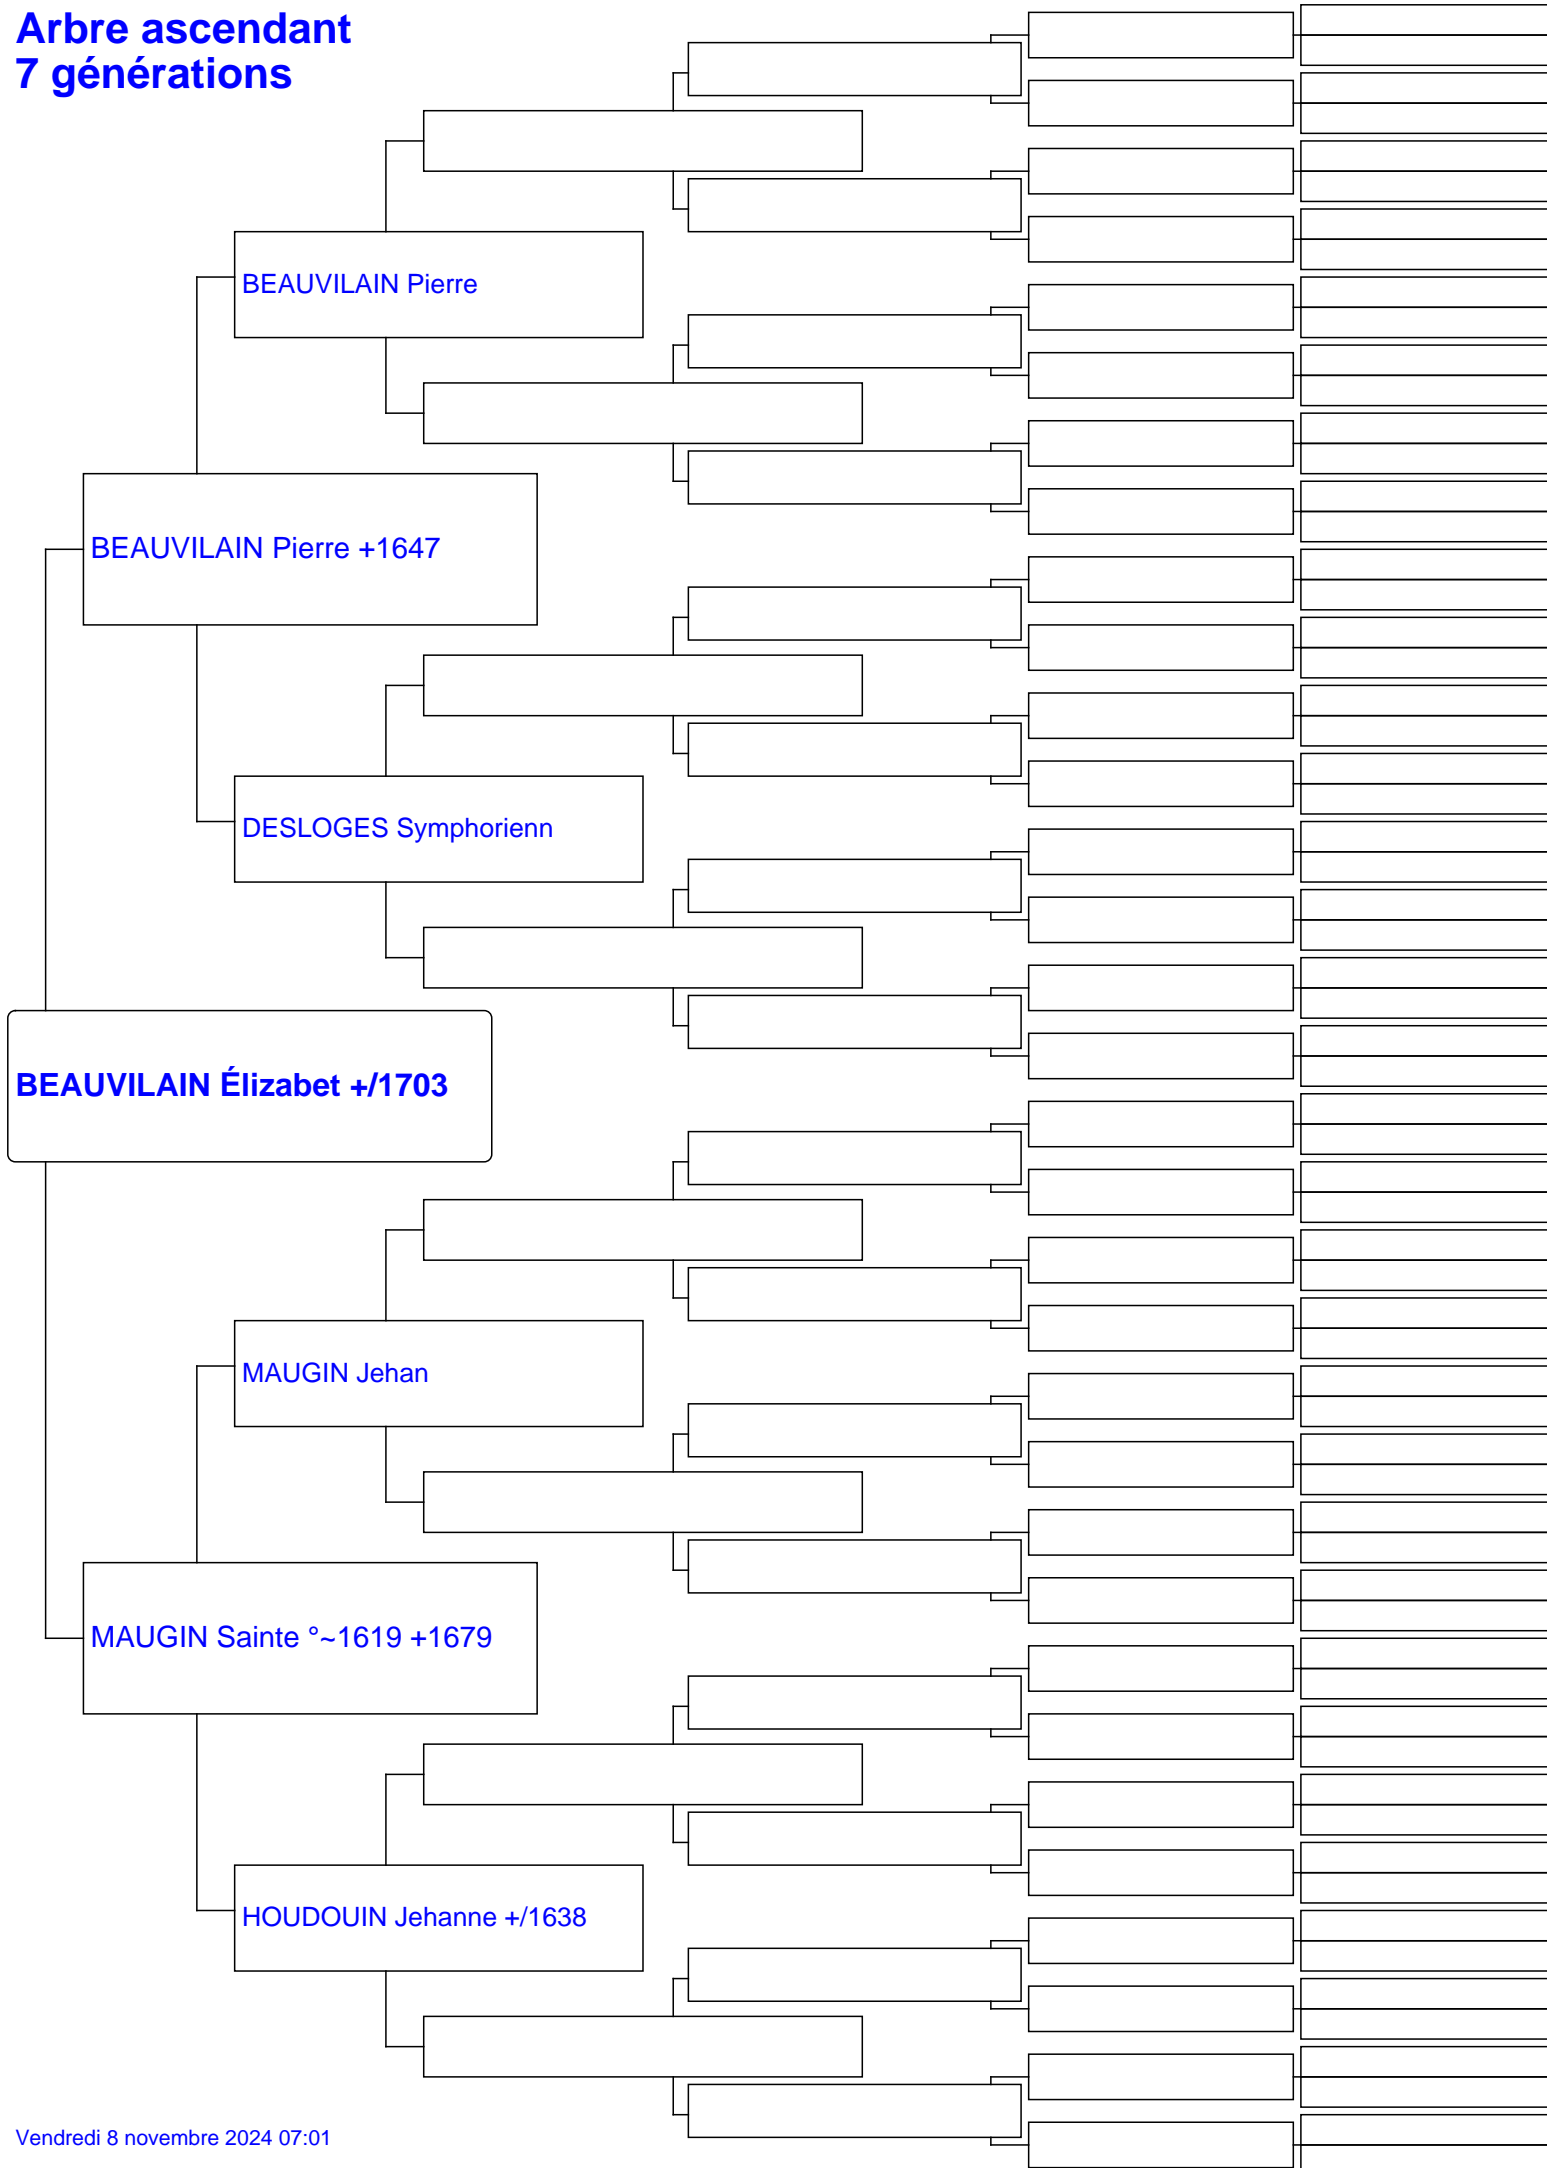 Arbre ascendant
7 générations
BEAUVILAIN Pierre
BEAUVILAIN Pierre +1647
DESLOGES Symphorienn
BEAUVILAIN Élizabet +/1703
MAUGIN Jehan
MAUGIN Sainte °~1619 +1679
HOUDOUIN Jehanne +/1638
Vendredi 8 novembre 2024 07:01